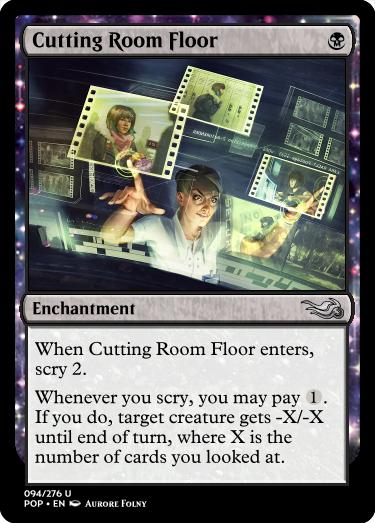 Cutting Room Floor
Enchantment
When Cutting Room Floor enters,
scry 2.
Whenever you scry, you may pay 1.
If you do, target creature gets -X/-X
until end of turn, where X is the
number of cards you looked at.
094/276 U
POP • EN Aurore Folny